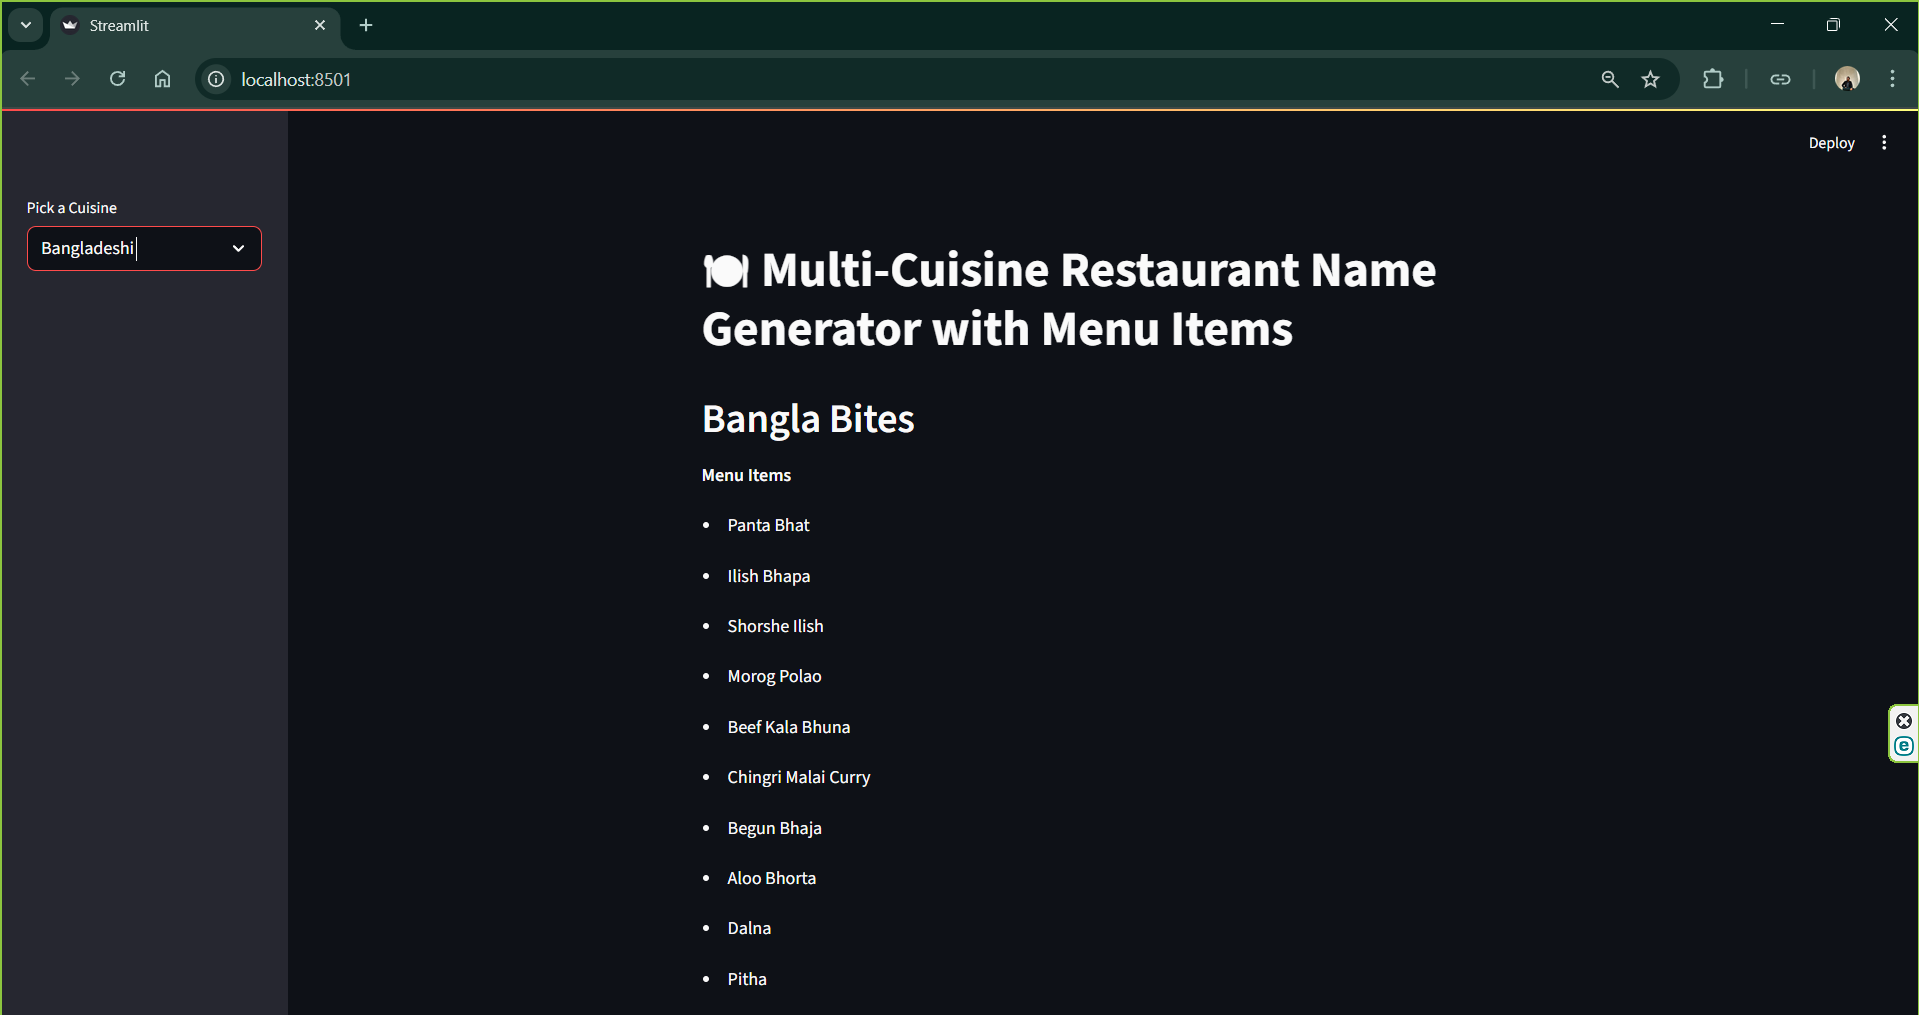 Streamlit
localhost:8501
Deploy
Pick a Cuisine
Bangladeshi
🍽 Multi-Cuisine Restaurant Name
Generator with Menu Items
Bangla Bites
Menu Items
• Panta Bhat
• Ilish Bhapa
• Shorshe Ilish
• Morog Polao
• Beef Kala Bhuna
• Chingri Malai Curry
• Begun Bhaja
• Aloo Bhorta
• Dalna
• Pitha
e